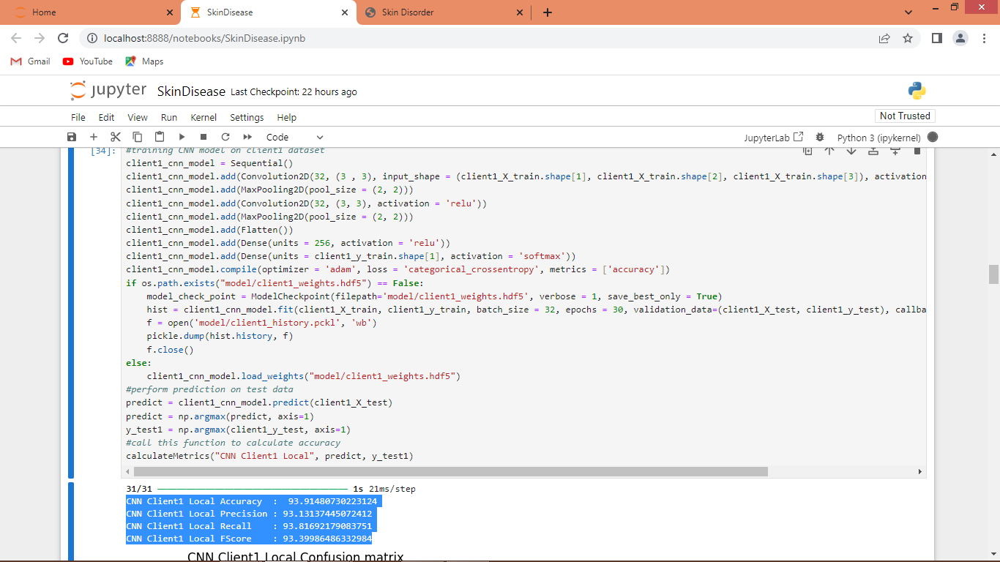 Home
SkinDisease
Skin Disorder
localhost:8888/notebooks/SkinDisease.ipynb
Gmail
YouTube
Maps
jupyter
SkinDisease Last Checkpoint: 22 hours ago
File Edit View Run Kernel Settings Help
Not Trusted
Code
JupyterLab
Python 3 (ipykernel)
[34]: #training CNN model on client1 dataset
client1_cnn_model = Sequential()
client1_cnn_model.add(Convolution2D(32, (3 , 3), input_shape = (client1_X_train.shape[1], client1_X_train.shape[2], client1_X_train.shape[3]), activation
client1_cnn_model.add(MaxPooling2D(pool_size = (2, 2)))
client1_cnn_model.add(Convolution2D(32, (3, 3), activation = 'relu'))
client1_cnn_model.add(MaxPooling2D(pool_size = (2, 2)))
client1_cnn_model.add(Flatten())
client1_cnn_model.add(Dense(units = 256, activation = 'relu'))
client1_cnn_model.add(Dense(units = client1_y_train.shape[1], activation = 'softmax'))
client1_cnn_model.compile(optimizer = 'adam', loss = 'categorical_crossentropy', metrics = ['accuracy'])
if os.path.exists("model/client1_weights.hdf5") == False:
    model_check_point = ModelCheckpoint(filepath='model/client1_weights.hdf5', verbose = 1, save_best_only = True)
    hist = client1_cnn_model.fit(client1_X_train, client1_y_train, batch_size = 32, epochs = 30, validation_data=(client1_X_test, client1_y_test), callba
    f = open('model/client1_history.pckl', 'wb')
    pickle.dump(hist.history, f)
    f.close()
else:
    client1_cnn_model.load_weights("model/client1_weights.hdf5")
#perform prediction on test data
predict = client1_cnn_model.predict(client1_X_test)
predict = np.argmax(predict, axis=1)
y_test1 = np.argmax(client1_y_test, axis=1)
#call this function to calculate accuracy
calculateMetrics("CNN Client1 Local", predict, y_test1)
31/31 1s 21ms/step
CNN Client1 Local Accuracy  :  93.91480730223124
CNN Client1 Local Precision : 93.13137445072412
CNN Client1 Local Recall    : 93.81692179083751
CNN Client1 Local FScore    : 93.39986486332984
CNN Client1 Local Confusion matrix